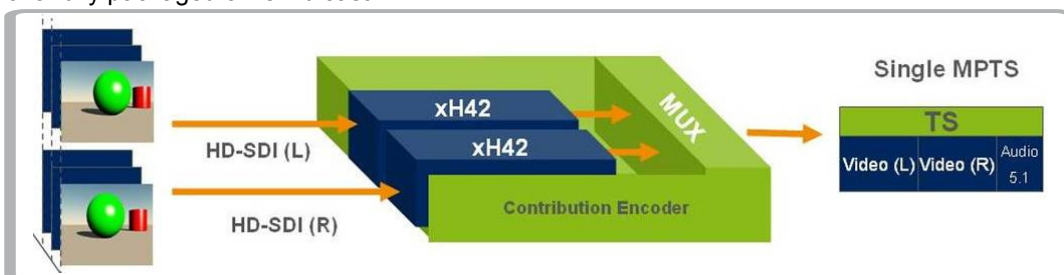 HD-SDI (L)
HD-SDI (R)
xH42
xH42
MUX
Contribution Encoder
Single MPTS
TS
Video (L)
Video (R)
Audio
5.1